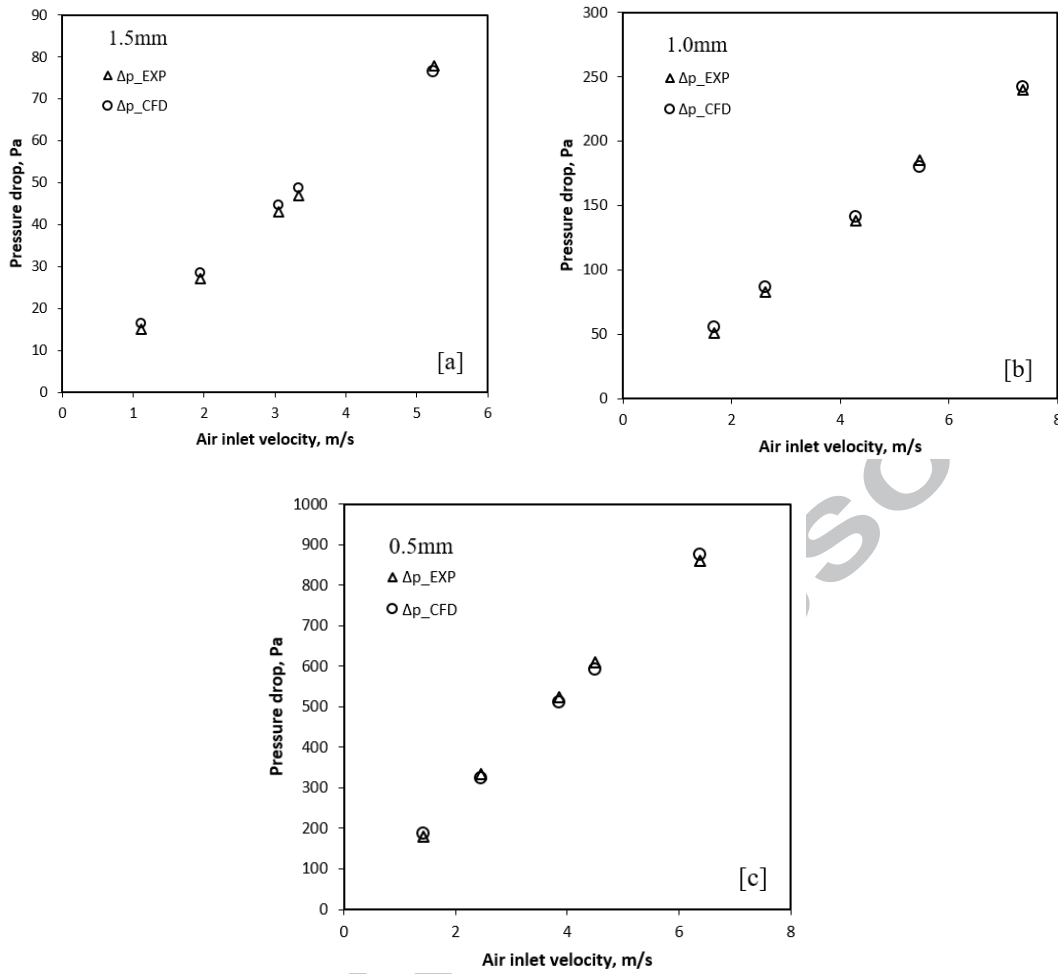 90
80
70
60
50
40
30
20
10
0
Pressure drop, Pa
1.5mm
Δp_EXP
Δp_CFD
[a]
0 1 2 3 4 5 6
Air inlet velocity, m/s
300
250
200
150
100
50
0
Pressure drop, Pa
1.0mm
Δp_EXP
Δp_CFD
[b]
0 2 4 6 8
Air inlet velocity, m/s
1000
900
800
700
600
500
400
300
200
100
0
Pressure drop, Pa
0.5mm
Δp_EXP
Δp_CFD
[c]
0 2 4 6 8
Air inlet velocity, m/s